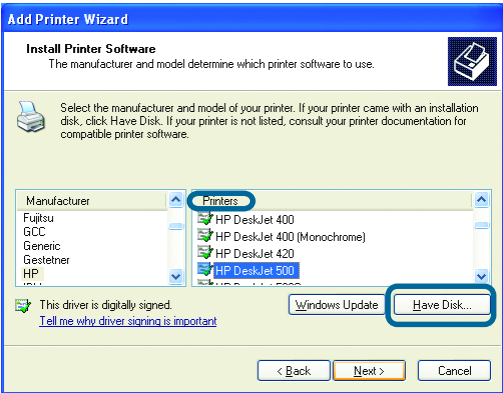 Add Printer Wizard
Install Printer Software
The manufacturer and model determine which printer software to use.
Select the manufacturer and model of your printer. If your printer came with an installation
disk, click Have Disk. If your printer is not listed, consult your printer documentation for
compatible printer software.
Manufacturer
Fujitsu
GCC
Generic
Gestetner
HP
Printers
HP DeskJet 400
HP DeskJet 400 (Monochrome)
HP DeskJet 420
HP DeskJet 500
This driver is digitally signed.
Tell me why driver signing is important
Windows Update
Have Disk...
< Back
Next >
Cancel